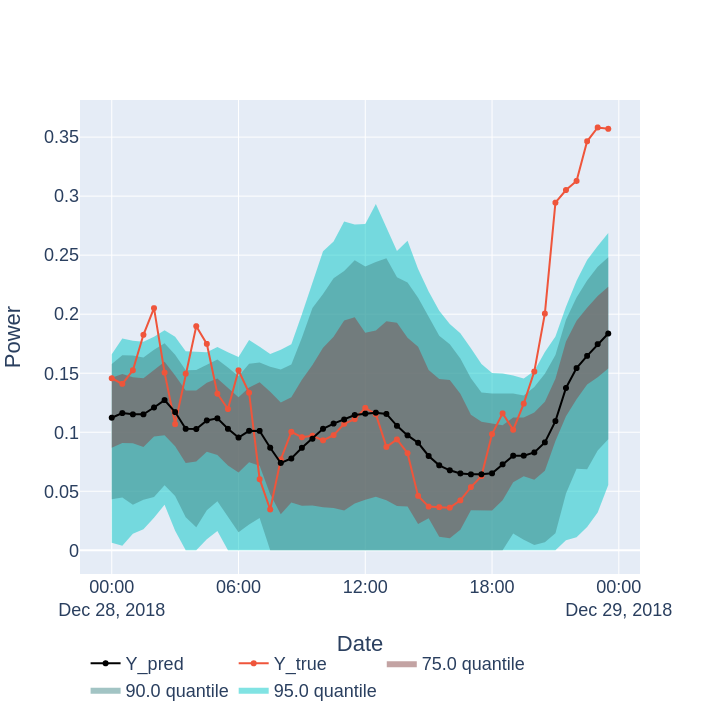 0.35
0.3
0.25
0.2
0.15
0.1
0.05
0
Power
00:00 06:00 12:00 18:00 00:00
Dec 28, 2018 Dec 29, 2018
Date
Y_pred Y_true 75.0 quantile
90.0 quantile 95.0 quantile